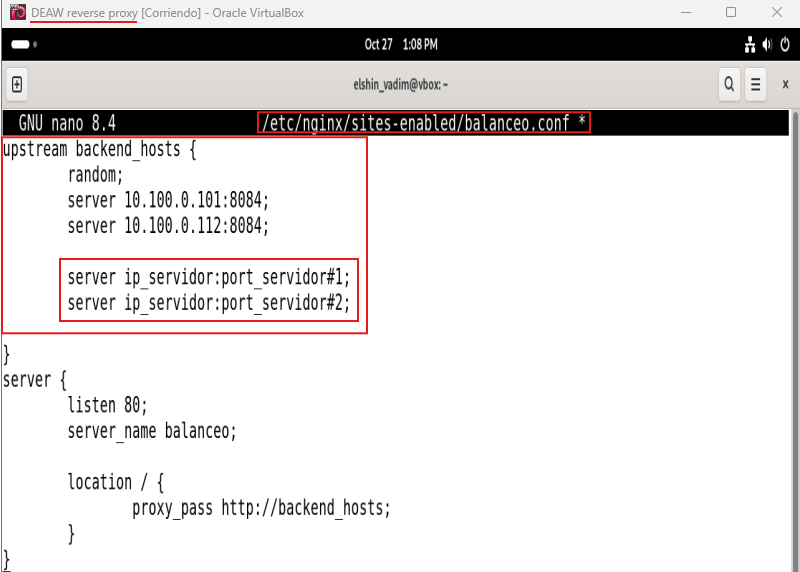 DEAW reverse proxy [Corriendo] - Oracle VirtualBox
Oct 27 1:08 PM
elshin_vadim@vbox:~
GNU nano 8.4 /etc/nginx/sites-enabled/balanceo.conf *
upstream backend_hosts {
random;
server 10.100.0.101:8084;
server 10.100.0.112:8084;
server ip_servidor:port_servidor#1;
server ip_servidor:port_servidor#2;
}
server {
listen 80;
server_name balanceo;
location / {
proxy_pass http://backend_hosts;
}
}